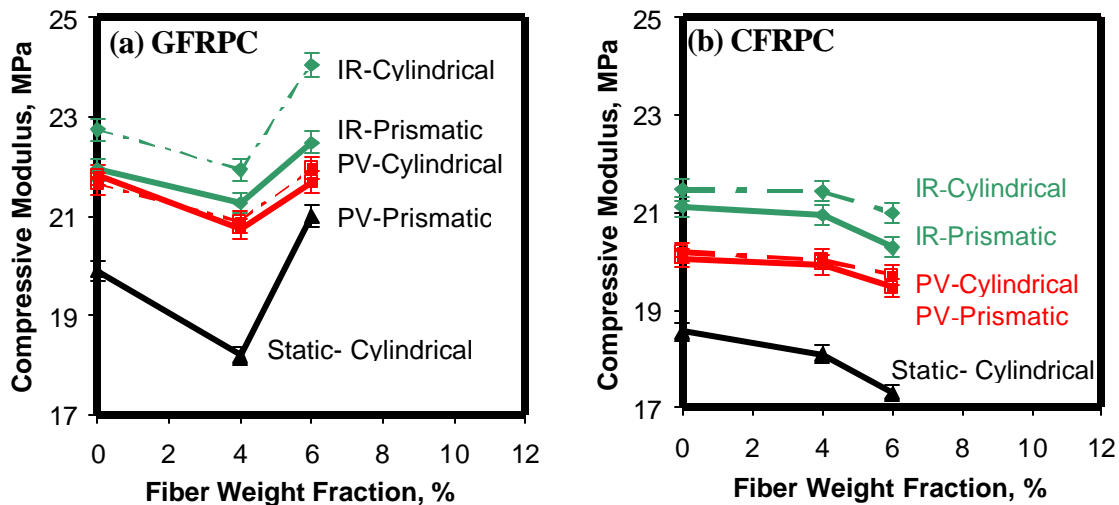 (a) GFRPC
Compressive Modulus, MPa
25
23
21
19
17
IR-Cylindrical
IR-Prismatic
PV-Cylindrical
PV-Prismatic
Static- Cylindrical
0 2 4 6 8 10 12
Fiber Weight Fraction, %
(b) CFRPC
Compressive Modulus, MPa
25
23
21
19
17
IR-Cylindrical
IR-Prismatic
PV-Cylindrical
PV-Prismatic
Static- Cylindrical
0 2 4 6 8 10 12
Fiber Weight Fraction, %